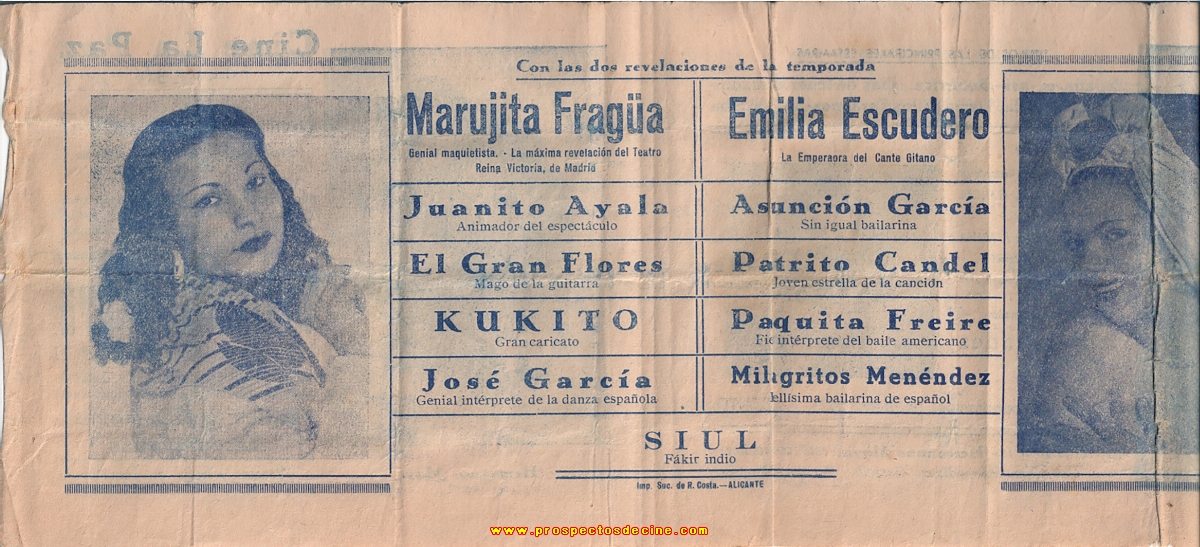 Cine La Paz
Con las dos revelaciones de la temporada
Marujita Fragüa
Genial maquietista. - La máxima revelación del Teatro
Reina Victoria, de Madrid
Emilia Escudero
La Emperaora del Cante Gitano
Juanito Ayala
Animador del espectáculo
Asunción García
Sin igual bailarina
El Gran Flores
Mago de la guitarra
Patrito Candel
Joven estrella de la canción
KUKITO
Gran caricato
Paquita Freire
Fie intérprete del baile americano
José García
Genial intérprete de la danza española
Milagritos Menéndez
ellísima bailarina de español
SIUL
Fákir indio
Imp. Suc. de R. Costa.—ALICANTE
www.prospectosdecine.com